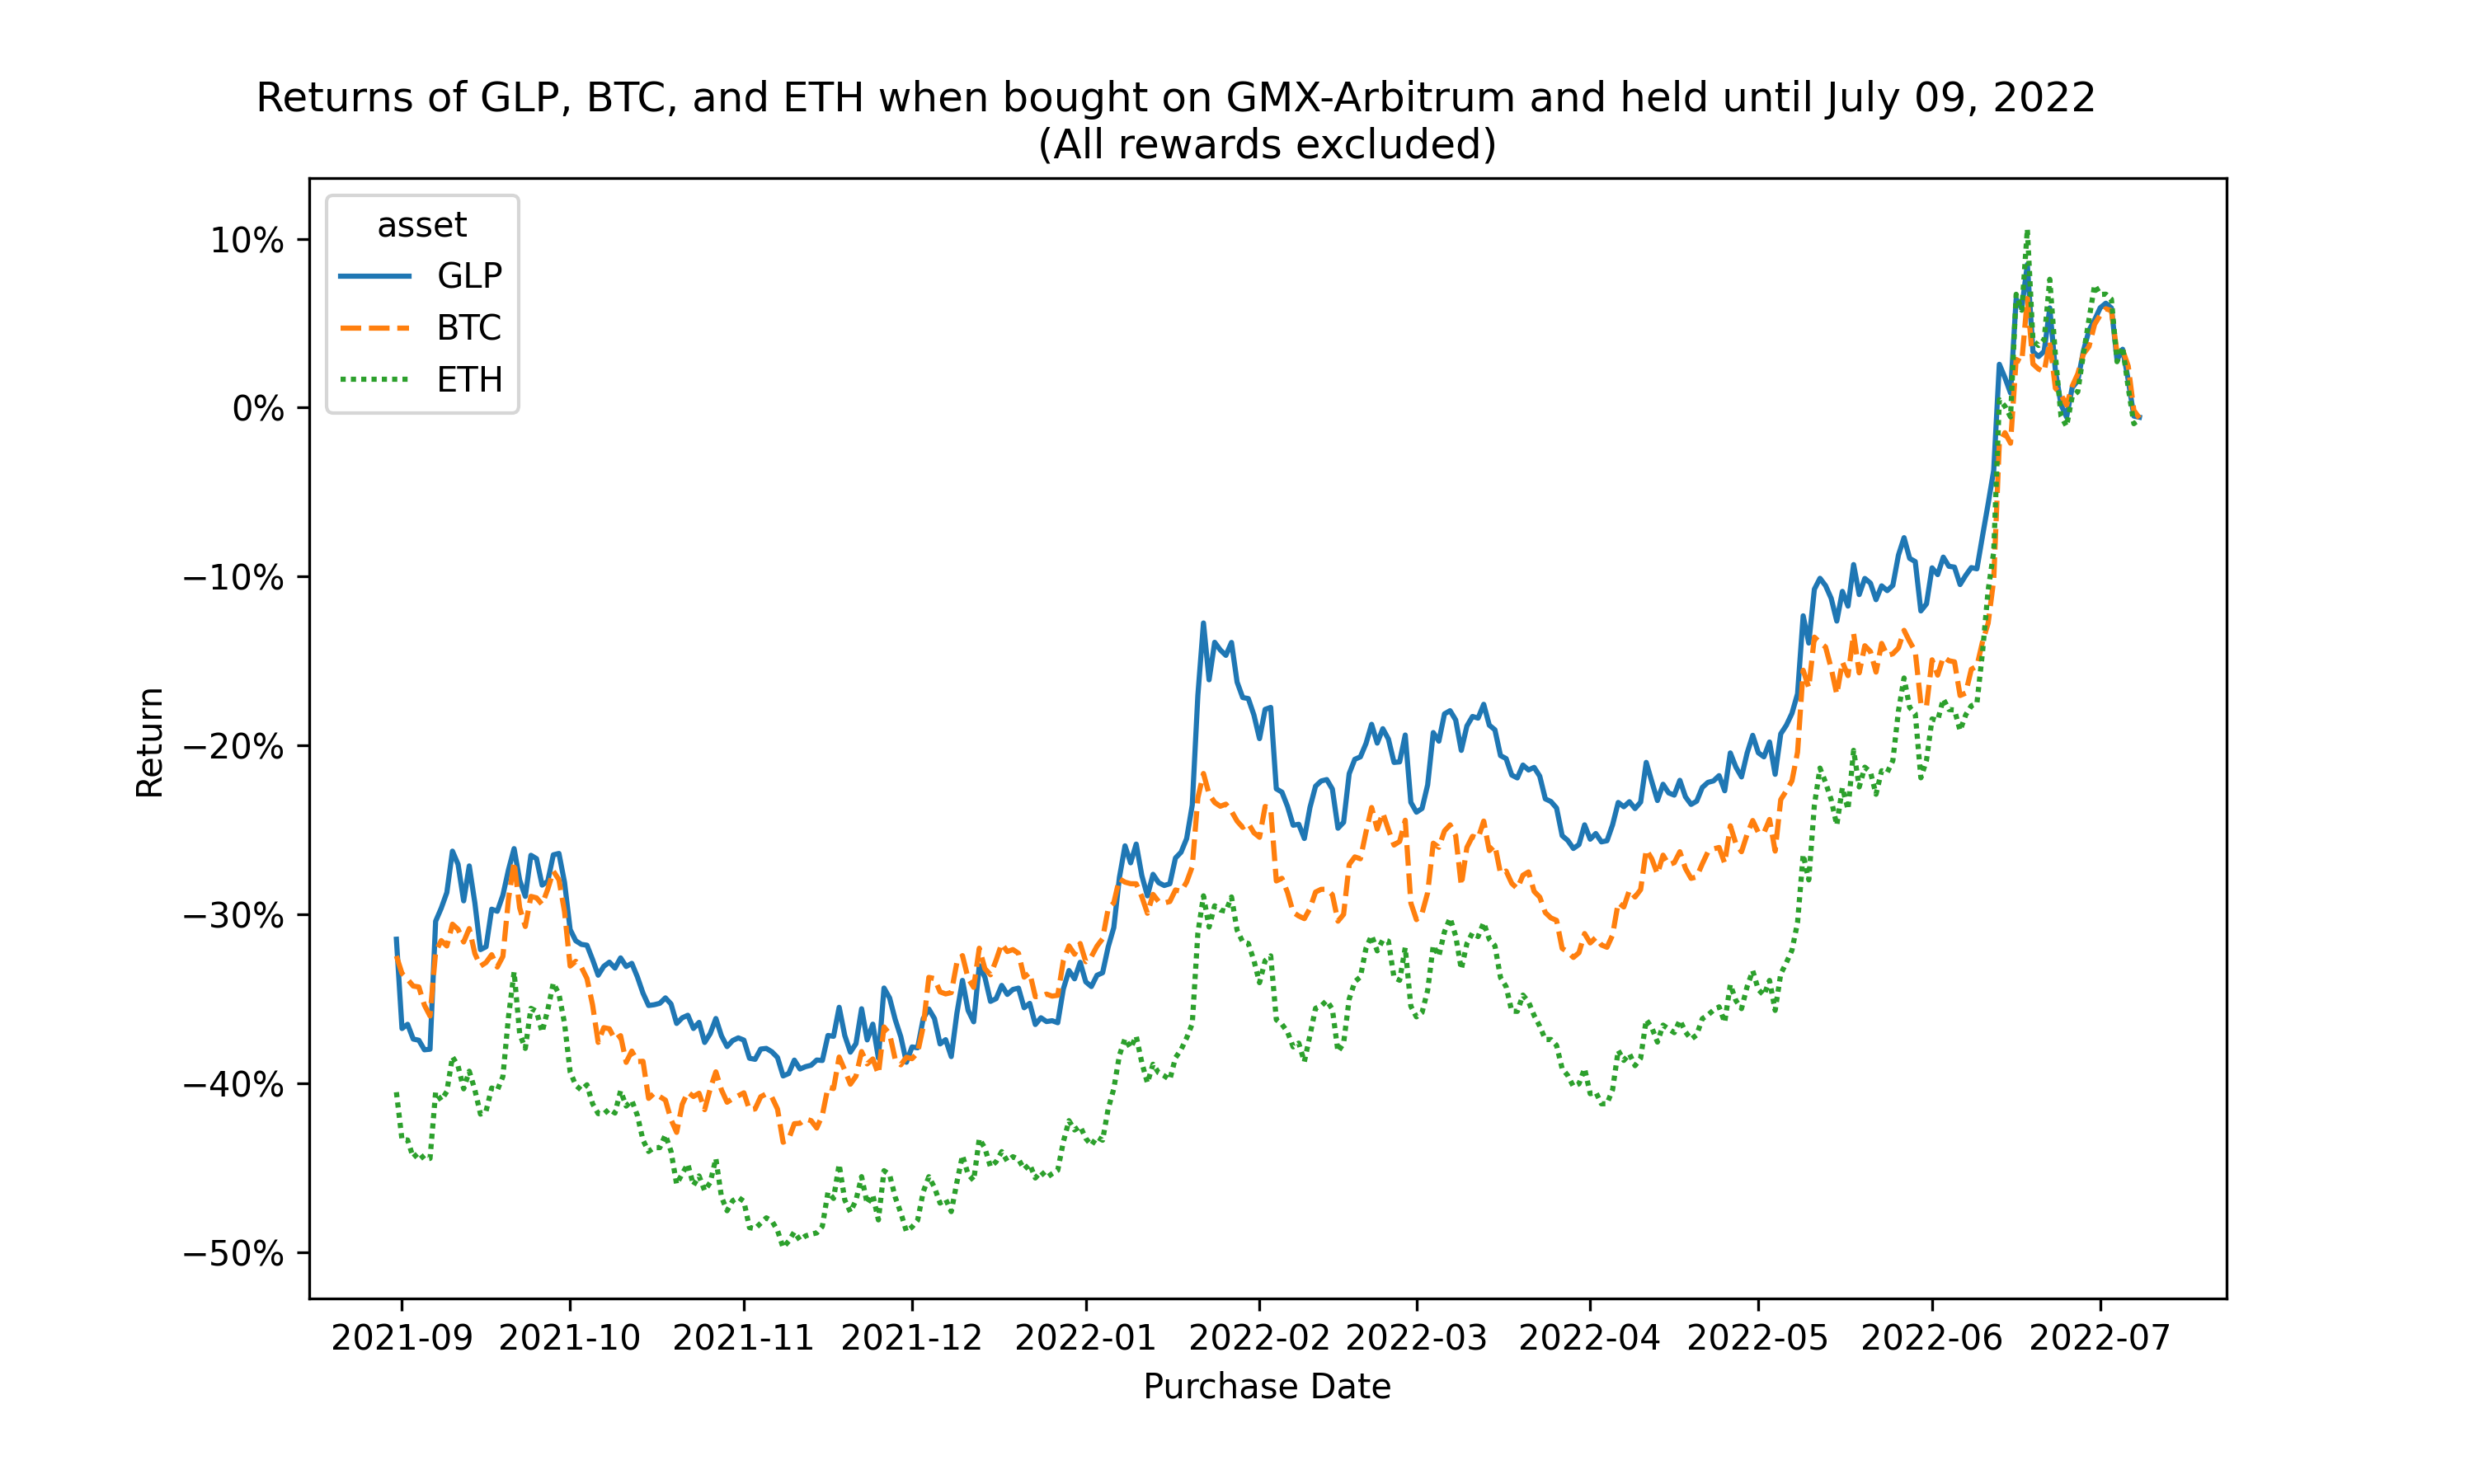 Returns of GLP, BTC, and ETH when bought on GMX-Arbitrum and held until July 09, 2022
(All rewards excluded)
asset
GLP
BTC
ETH
10%
0%
−10%
−20%
−30%
−40%
−50%
Return
2021-09 2021-10 2021-11 2021-12 2022-01 2022-02 2022-03 2022-04 2022-05 2022-06 2022-07
Purchase Date